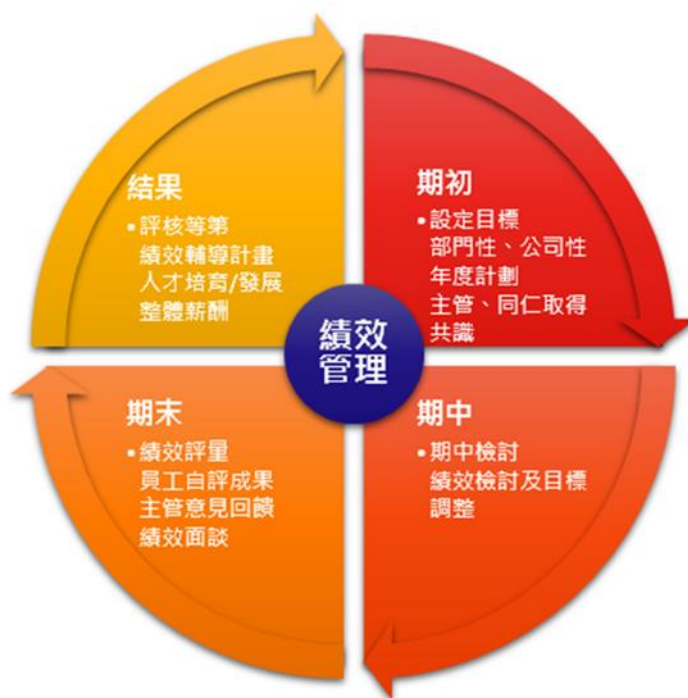 結果
•評核等第
績效輔導計畫
人才培育/發展
整體薪酬
期初
•設定目標
部門性、公司性
年度計劃
主管、同仁取得
共識
績效
管理
期末
•績效評量
員工自評成果
主管意見回饋
績效面談
期中
•期中檢討
績效檢討及目標
調整